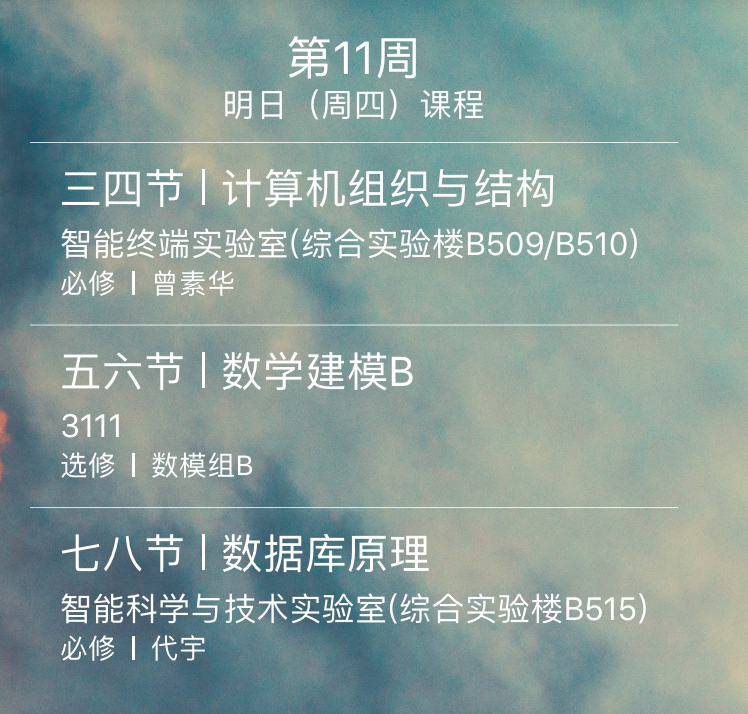 第11周
明日（周四）课程
三四节 | 计算机组织与结构
智能终端实验室(综合实验楼B509/B510)
必修 | 曾素华
五六节 | 数学建模B
3111
选修 | 数模组B
七八节 | 数据库原理
智能科学与技术实验室(综合实验楼B515)
必修 | 代宇